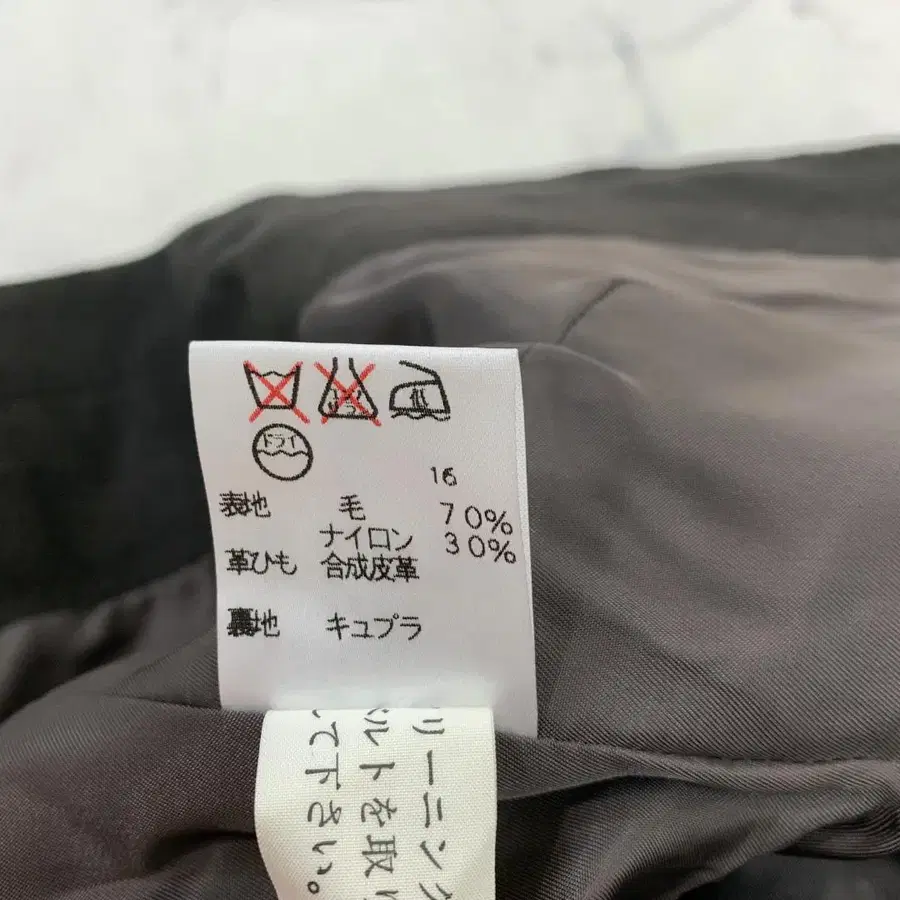 ドライ
16
表地 毛 70%
ナイロン 30%
革ひも 合成皮革
裏地 キュプラ
リーニング
ルトを取り
て下さい。